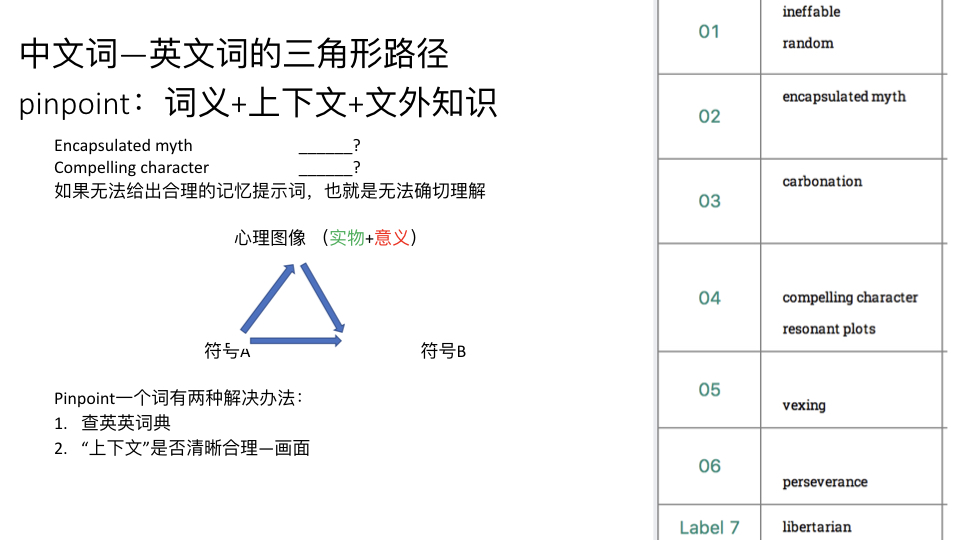 中文词—英文词的三角形路径
pinpoint：词义+上下文+文外知识
Encapsulated myth ______?
Compelling character ______?
如果无法给出合理的记忆提示词，也就是无法确切理解
心理图像 （实物+意义）
符号A 符号B
Pinpoint一个词有两种解决办法：
1. 查英英词典
2. “上下文”是否清晰合理—画面
01
ineffable
random
02
encapsulated myth
03
carbonation
04
compelling character
resonant plots
05
vexing
06
perseverance
Label 7
libertarian